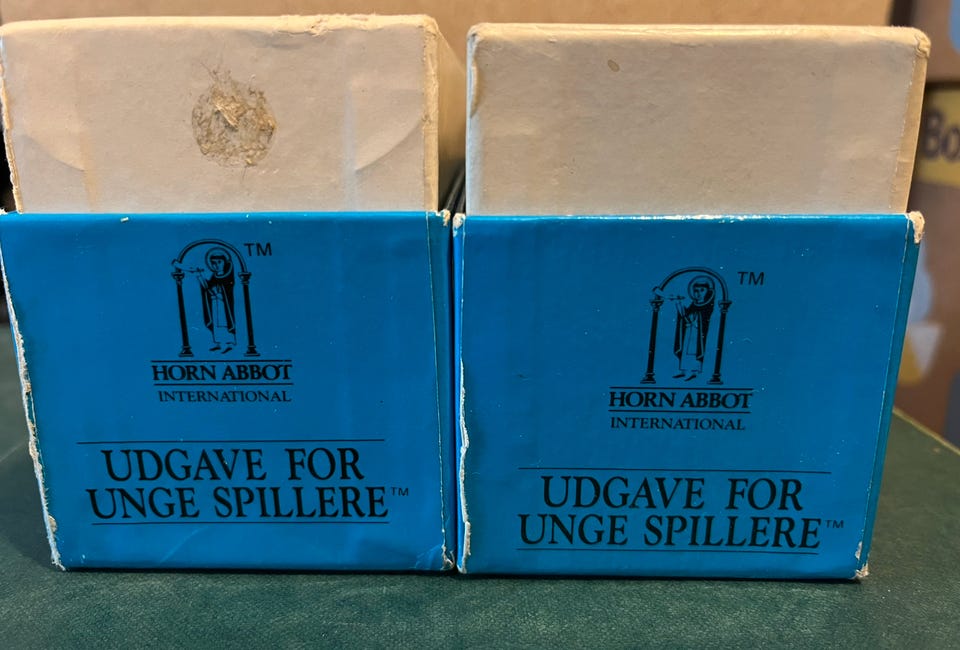 TM
HORN ABBOT
INTERNATIONAL
UDGAVE FOR
UNGE SPILLERE™
TM
HORN ABBOT
INTERNATIONAL
UDGAVE FOR
UNGE SPILLERE™